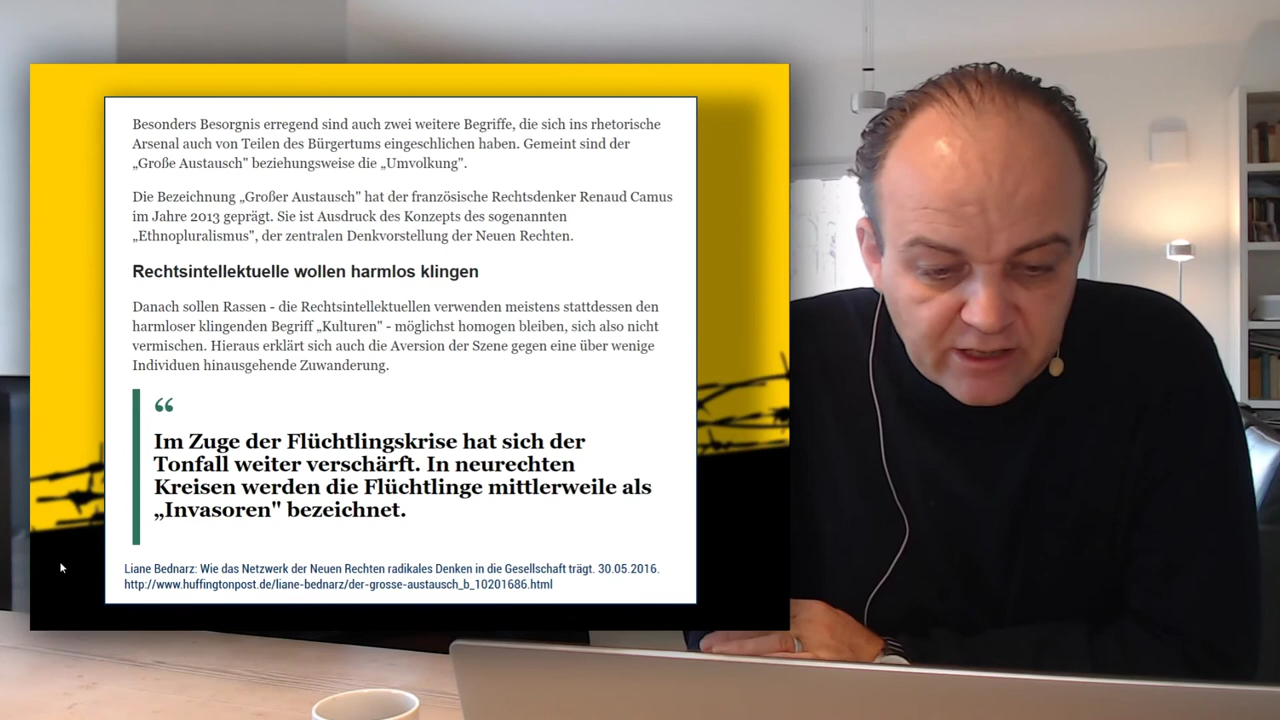 Besonders Besorgnis erregend sind auch zwei weitere Begriffe, die sich ins rhetorische
Arsenal auch von Teilen des Bürgertums eingeschlichen haben. Gemeint sind der
„Große Austausch" beziehungsweise die „Umvolkung".
Die Bezeichnung „Großer Austausch" hat der französische Rechtsdenker Renaud Camus
im Jahre 2013 geprägt. Sie ist Ausdruck des Konzepts des sogenannten
„Ethnopluralismus", der zentralen Denkvorstellung der Neuen Rechten.
Rechtsintellektuelle wollen harmlos klingen
Danach sollen Rassen - die Rechtsintellektuellen verwenden meistens stattdessen den
harmloser klingenden Begriff „Kulturen" - möglichst homogen bleiben, sich also nicht
vermischen. Hieraus erklärt sich auch die Aversion der Szene gegen eine über wenige
Individuen hinausgehende Zuwanderung.
“
Im Zuge der Flüchtlingskrise hat sich der
Tonfall weiter verschärft. In neurechten
Kreisen werden die Flüchtlinge mittlerweile als
„Invasoren" bezeichnet.
Liane Bednarz: Wie das Netzwerk der Neuen Rechten radikales Denken in die Gesellschaft trägt. 30.05.2016.
http://www.huffingtonpost.de/liane-bednarz/der-grosse-austausch_b_10201686.html